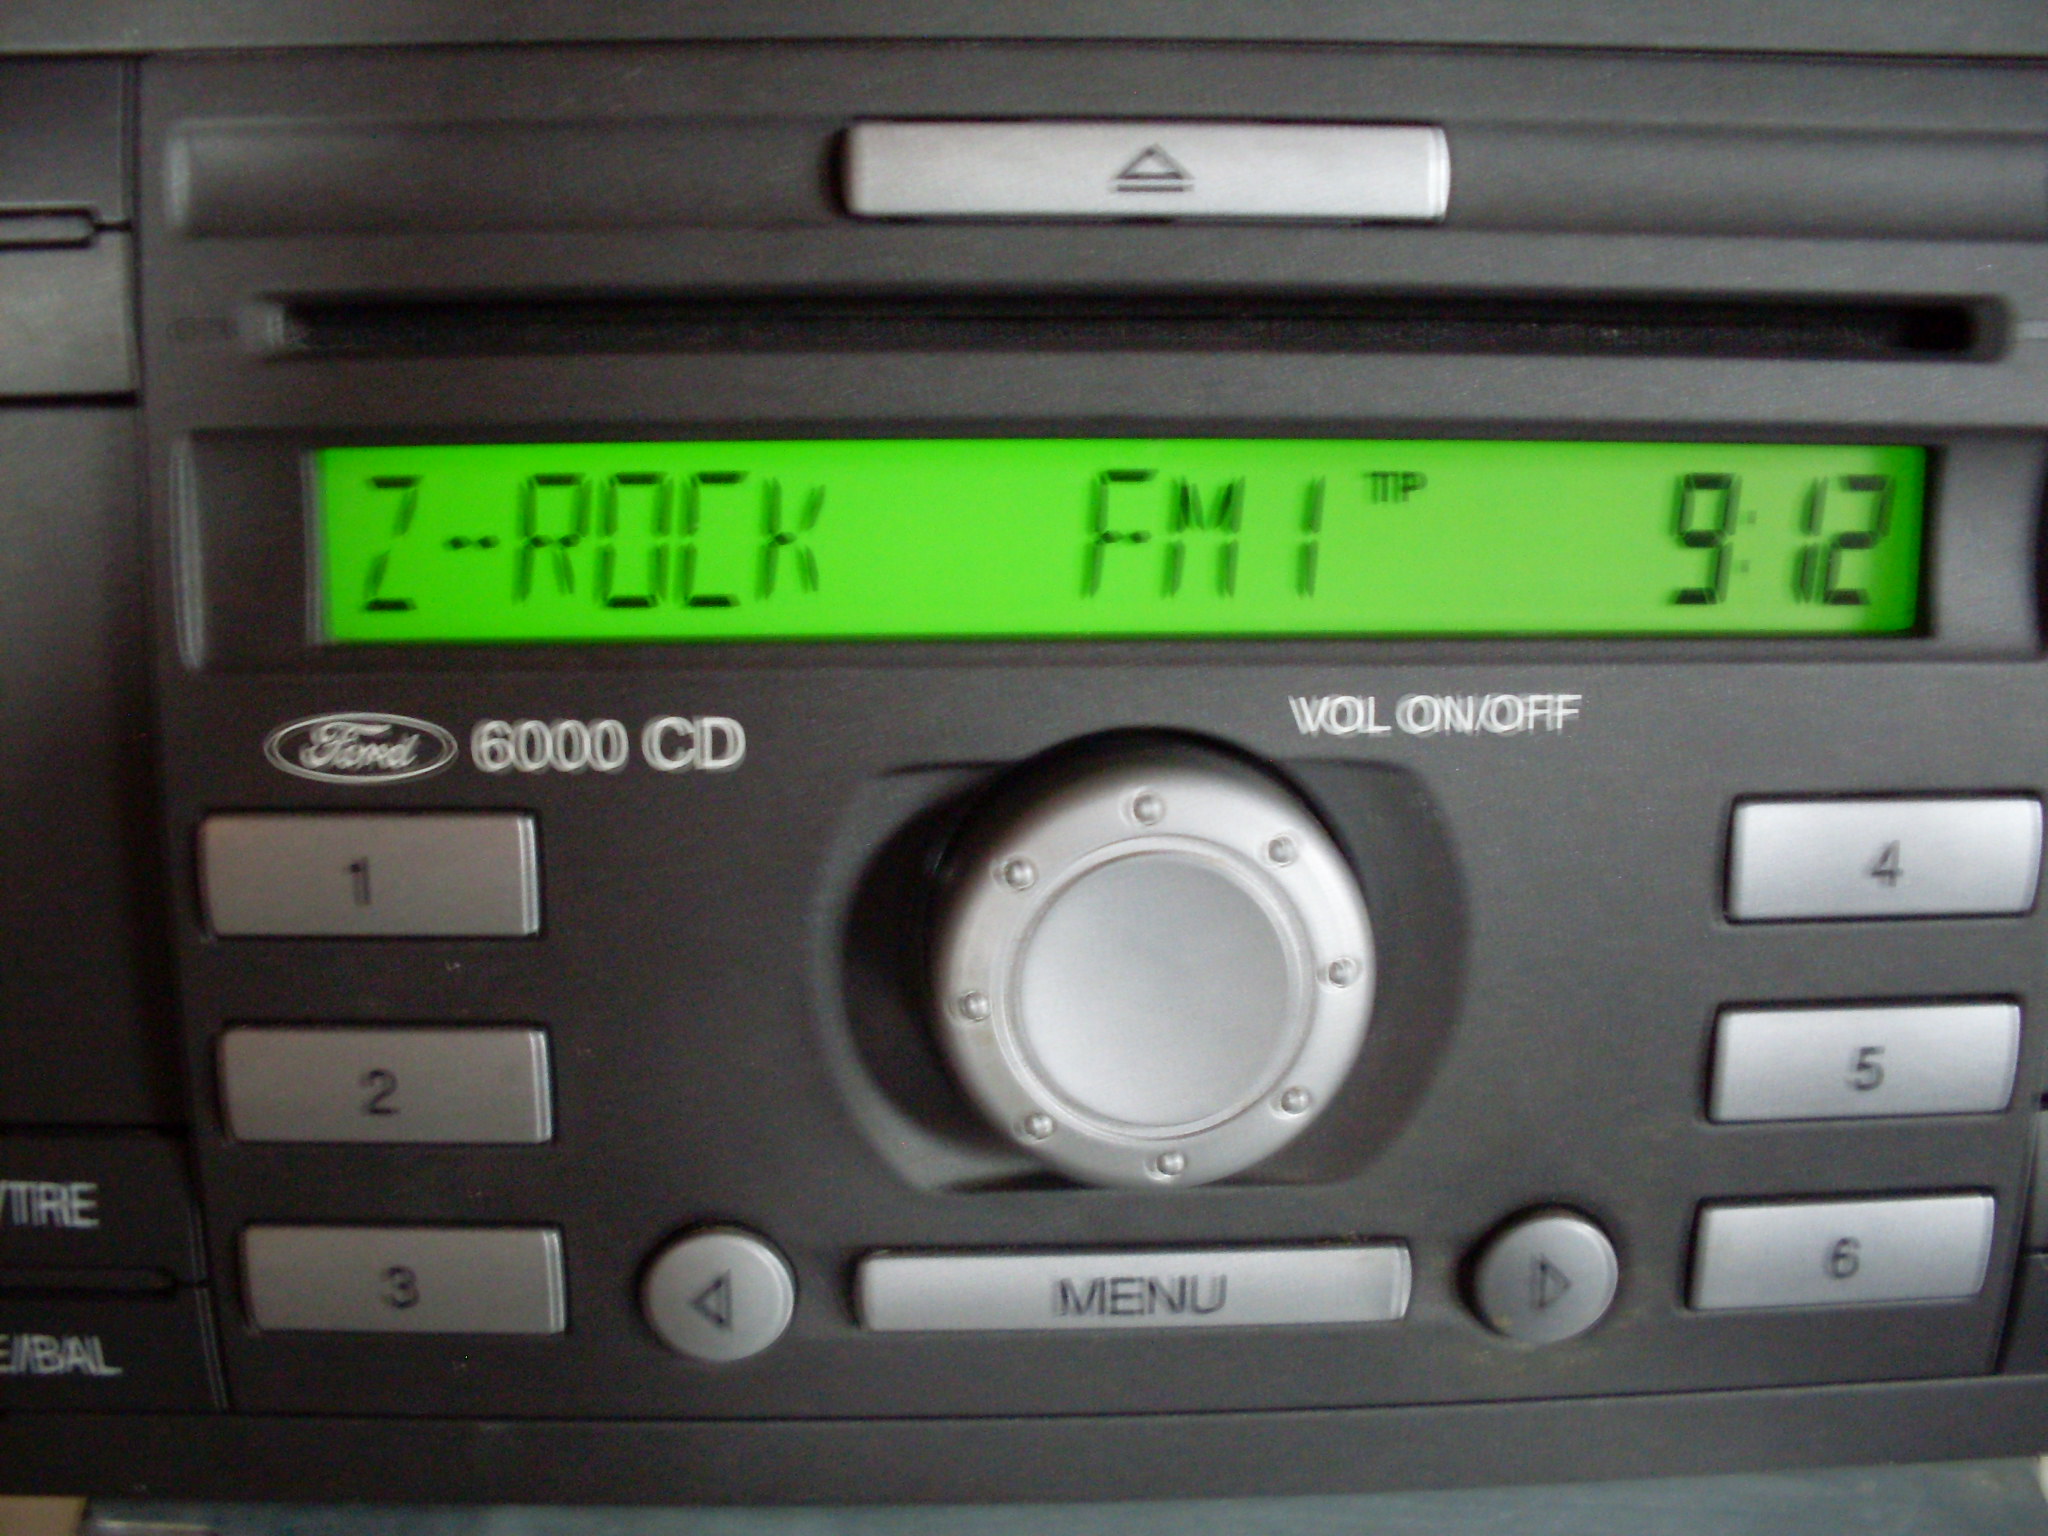 Z-ROCK FM1 TP 9:12
Ford 6000 CD
VOL ON/OFF
1
4
2
5
/TRE
3
MENU
6
/BAL